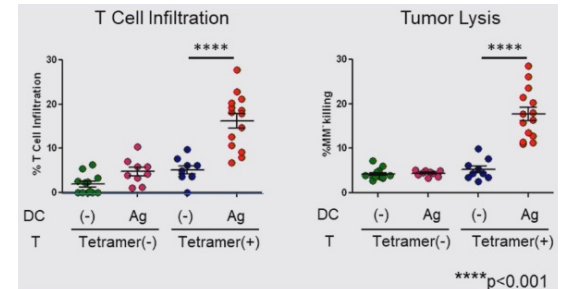 T Cell Infiltration
% T Cell Infiltration
30
20
10
0
****
DC (-) Ag (-) Ag
T Tetramer(-) Tetramer(+)
Tumor Lysis
%MM killing
30
20
10
0
****
(-) Ag (-) Ag
DC
T Tetramer(-) Tetramer(+)
****p<0.001